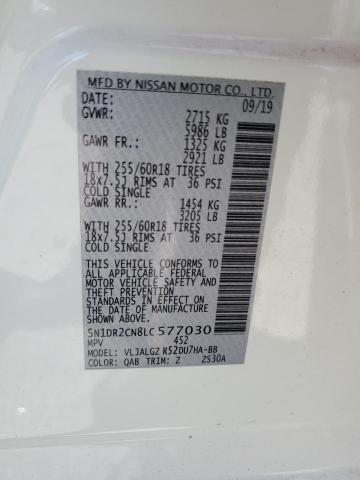 MFD BY NISSAN MOTOR CO., LTD.
DATE: 09/19
GVWR: 2715 KG
5986 LB
GAWR FR.: 1325 KG
2921 LB
WITH 255/60R18 TIRES
18x7.5J RIMS AT 36 PSI
COLD SINGLE
GAWR RR.: 1454 KG
3205 LB
WITH 255/60R18 TIRES
18x7.5J RIMS AT 36 PSI
COLD SINGLE
THIS VEHICLE CONFORMS TO
ALL APPLICABLE FEDERAL
MOTOR VEHICLE SAFETY
STANDARDS IN EFFECT ON
THE DATE OF MANUFACTURE
SHOWN ABOVE.
5N1DR2CN8LC577030
MPV 452
MODEL: VLJALGZ R52DU7HA-BB
COLOR: QAB TRIM: Z ZS30A